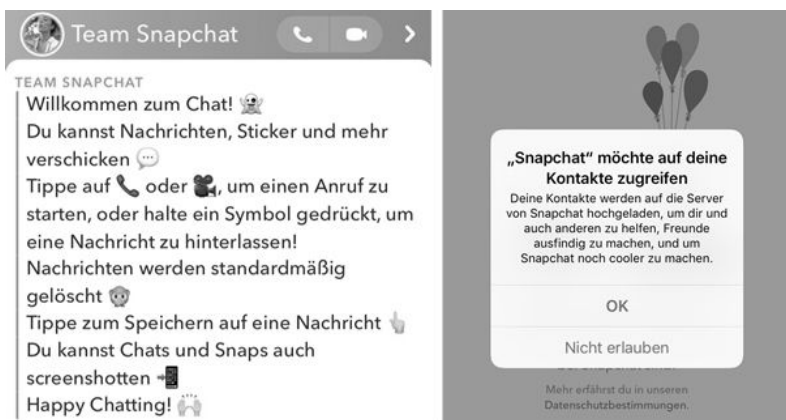 Team Snapchat
TEAM SNAPCHAT
Willkommen zum Chat! 👻
Du kannst Nachrichten, Sticker und mehr
verschicken 💬
Tippe auf 📞 oder 🎥, um einen Anruf zu
starten, oder halte ein Symbol gedrückt, um
eine Nachricht zu hinterlassen!
Nachrichten werden standardmäßig
gelöscht 🙊
Tippe zum Speichern auf eine Nachricht 👆
Du kannst Chats und Snaps auch
screenshotten 📲
Happy Chatting! 🙌
„Snapchat“ möchte auf deine
Kontakte zugreifen
Deine Kontakte werden auf die Server
von Snapchat hochgeladen, um dir und
auch anderen zu helfen, Freunde
ausfindig zu machen, und um
Snapchat noch cooler zu machen.
OK
Nicht erlauben
Mehr erfährst du in unseren
Datenschutzbestimmungen.